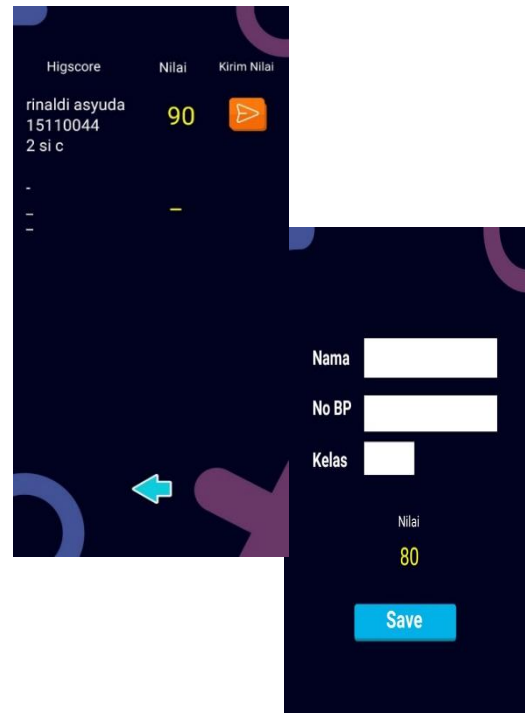 Higscore Nilai Kirim Nilai
rinaldi asyuda
15110044
2 si c
90
-
–
–
–
Nama
No BP
Kelas
Nilai
80
Save